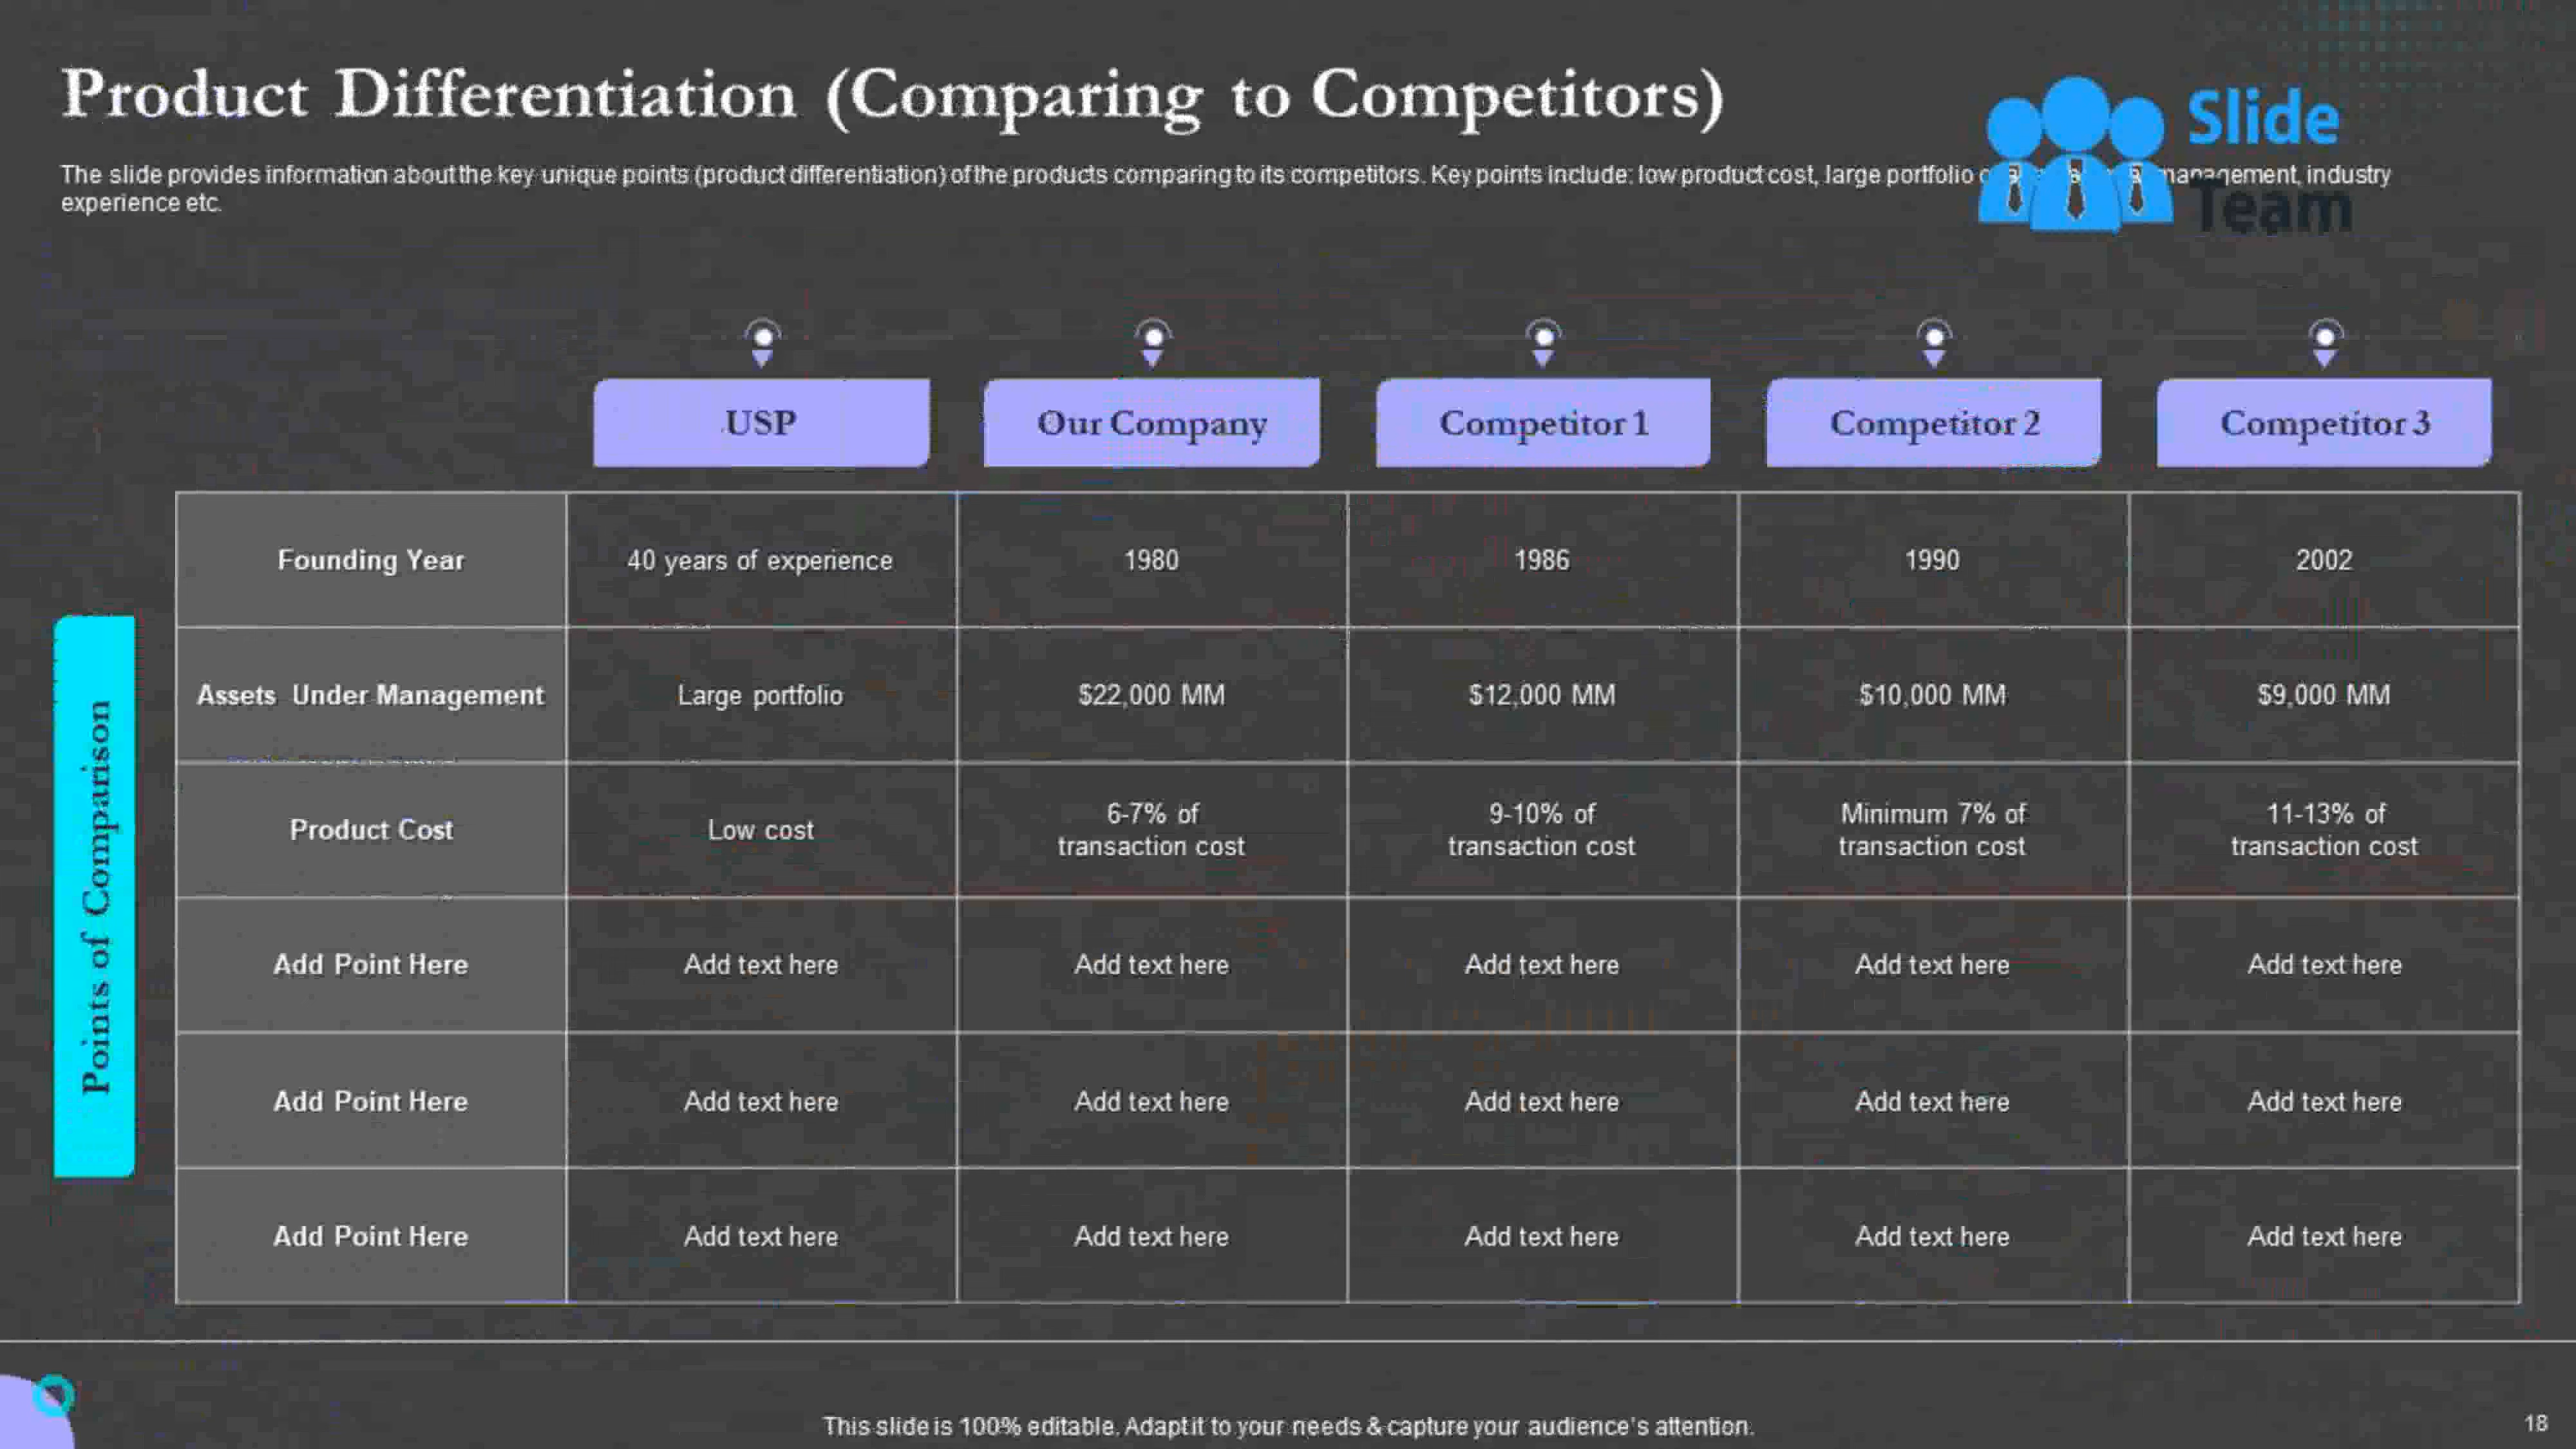 Product Differentiation (Comparing to Competitors)
Slide
Team
The slide provides information about the key unique points (product differentiation) of the products comparing to its competitors. Key points include: low product cost, large portfolio management, industry
experience etc.
USP Our Company Competitor 1 Competitor 2 Competitor 3
Points of Comparison
Founding Year 40 years of experience 1980 1986 1990 2002
Assets Under Management Large portfolio $22,000 MM $12,000 MM $10,000 MM $9,000 MM
Product Cost Low cost 6-7% of transaction cost 9-10% of transaction cost Minimum 7% of transaction cost 11-13% of transaction cost
Add Point Here Add text here Add text here Add text here Add text here Add text here
Add Point Here Add text here Add text here Add text here Add text here Add text here
Add Point Here Add text here Add text here Add text here Add text here Add text here
This slide is 100% editable. Adapt it to your needs & capture your audience's attention.
18